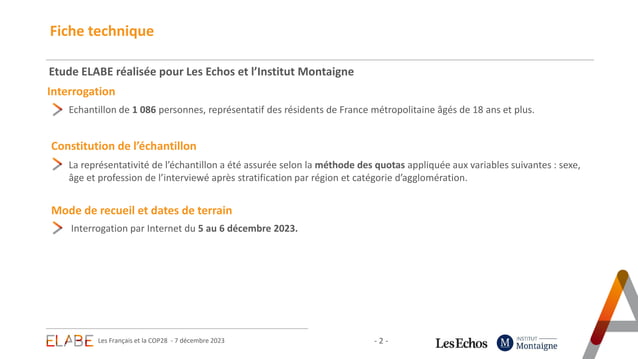 Fiche technique
Etude ELABE réalisée pour Les Echos et l’Institut Montaigne
Interrogation
Echantillon de 1 086 personnes, représentatif des résidents de France métropolitaine âgés de 18 ans et plus.
Constitution de l’échantillon
La représentativité de l’échantillon a été assurée selon la méthode des quotas appliquée aux variables suivantes : sexe,
âge et profession de l’interviewé après stratification par région et catégorie d’agglomération.
Mode de recueil et dates de terrain
Interrogation par Internet du 5 au 6 décembre 2023.
ELABE Les Français et la COP28 - 7 décembre 2023
- 2 -
Les Echos
M
INSTITUT
Montaigne